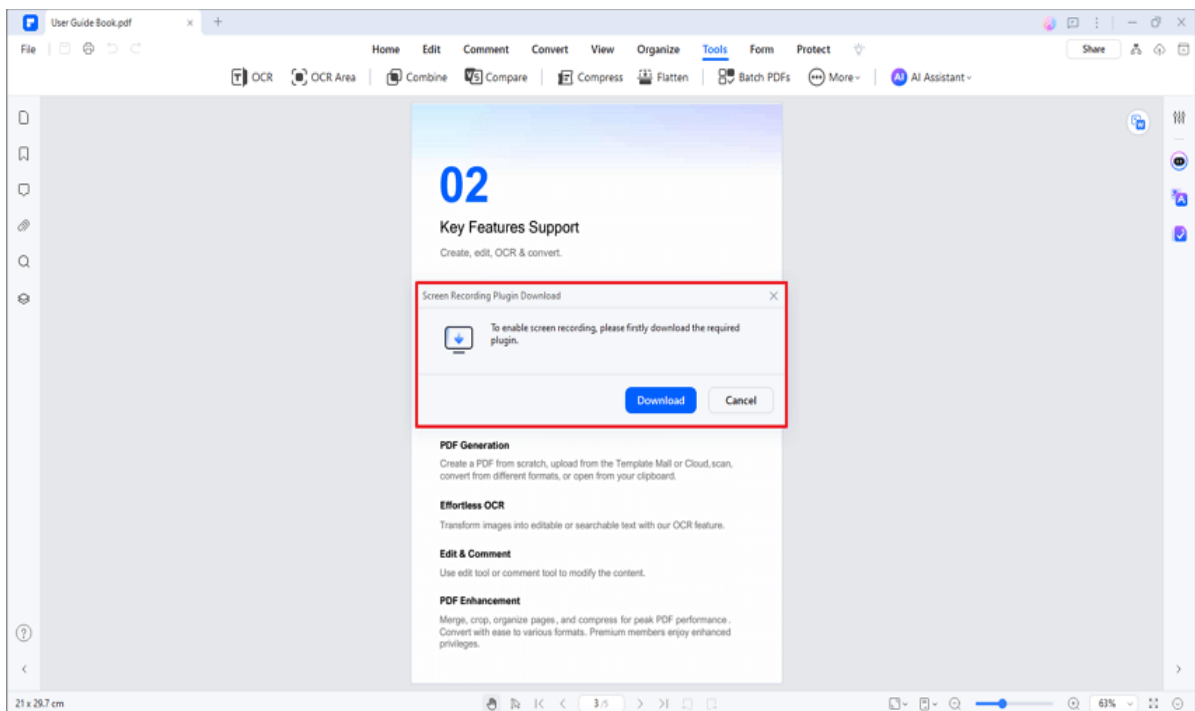 User Guide Book.pdf
File Home Edit Comment Convert View Organize Tools Form Protect Share
OCR OCR Area Combine Compare Compress Flatten Batch PDFs More AI AI Assistant
02
Key Features Support
Create, edit, OCR & convert.
Screen Recording Plugin Download
To enable screen recording, please firstly download the required
plugin.
Download Cancel
PDF Generation
Create a PDF from scratch, upload from the Template Mall or Cloud,scan,
convert from different formats, or open from your clipboard.
Effortless OCR
Transform images into editable or searchable text with our OCR feature.
Edit & Comment
Use edit tool or comment tool to modify the content.
PDF Enhancement
Merge, crop, organize pages, and compress for peak PDF performance.
Convert with ease to various formats. Premium members enjoy enhanced
privileges.
21 x 29.7 cm 3/5 63%